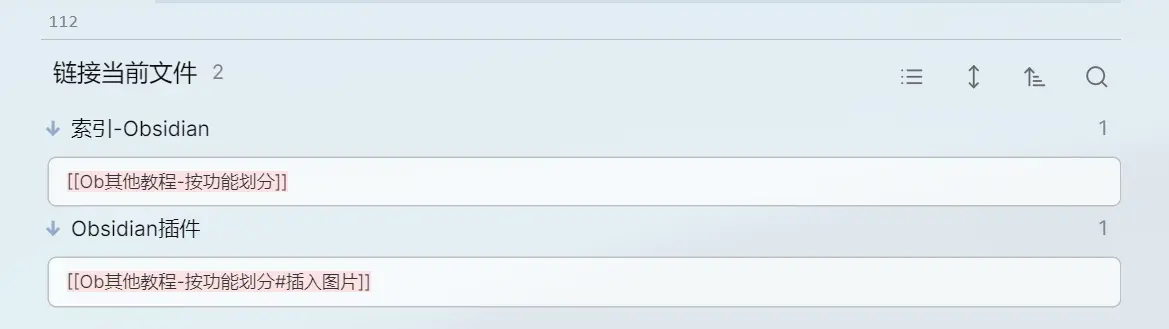 112
链接当前文件 2
索引-Obsidian 1
[[Ob其他教程-按功能划分]]
Obsidian插件 1
[[Ob其他教程-按功能划分#插入图片]]